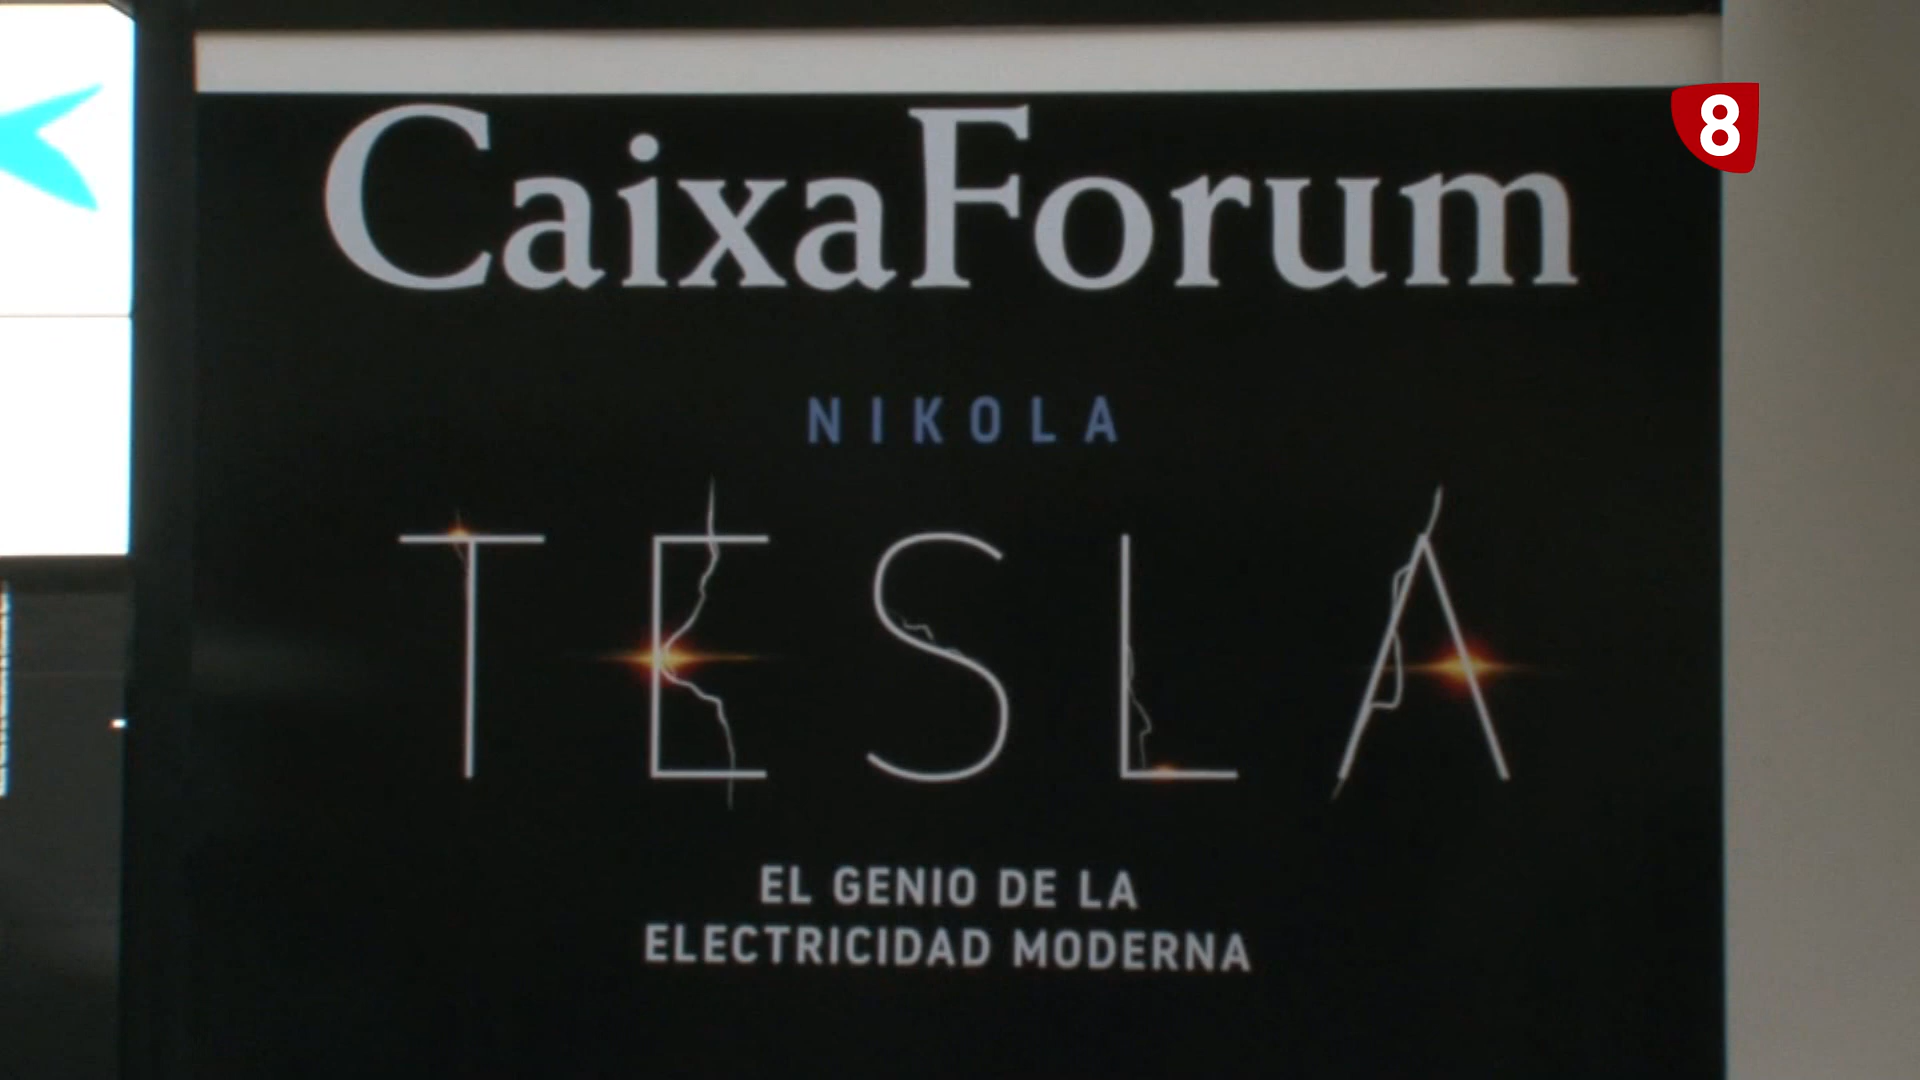 CaixaForum
8
NIKOLA
TESLA
EL GENIO DE LA
ELECTRICIDAD MODERNA